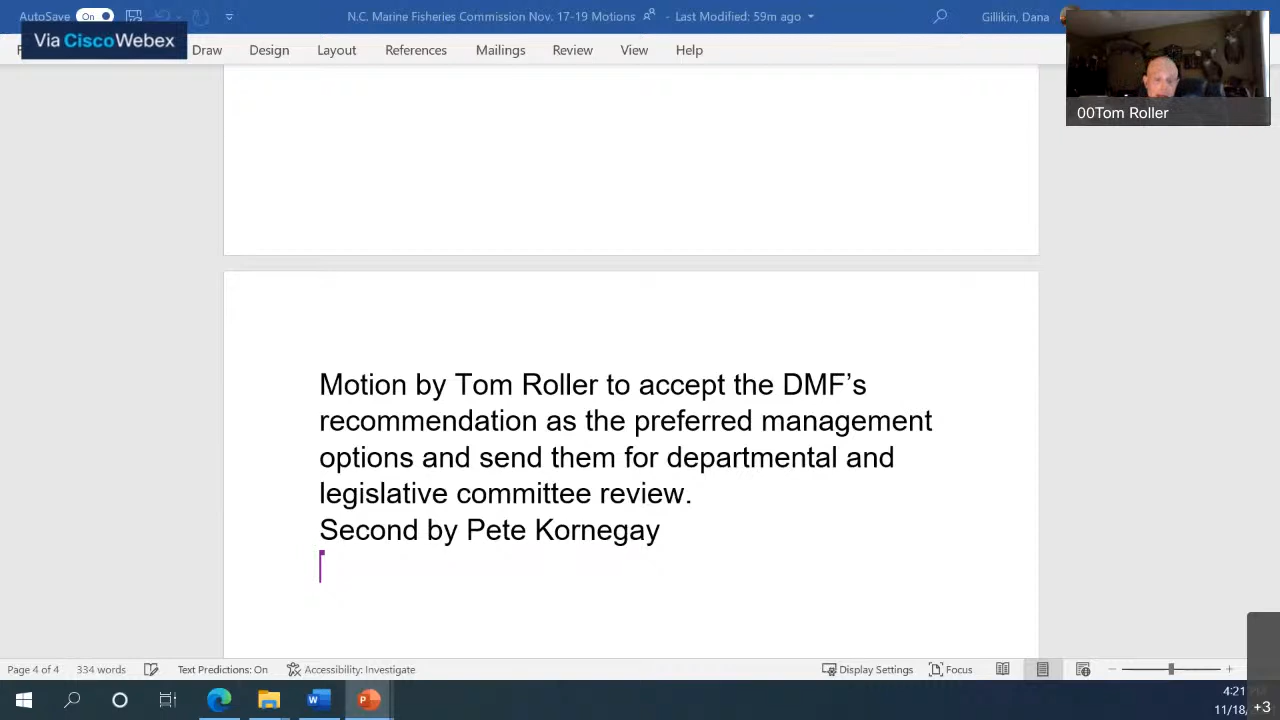 AutoSave On N.C. Marine Fisheries Commission Nov. 17-19 Motions Last Modified: 59m ago Gillikin, Dana
Via CiscoWebex
Draw Design Layout References Mailings Review View Help
00Tom Roller
Motion by Tom Roller to accept the DMF’s
recommendation as the preferred management
options and send them for departmental and
legislative committee review.
Second by Pete Kornegay
Page 4 of 4 334 words Text Predictions: On Accessibility: Investigate Display Settings Focus
4:21
11/18/
+3